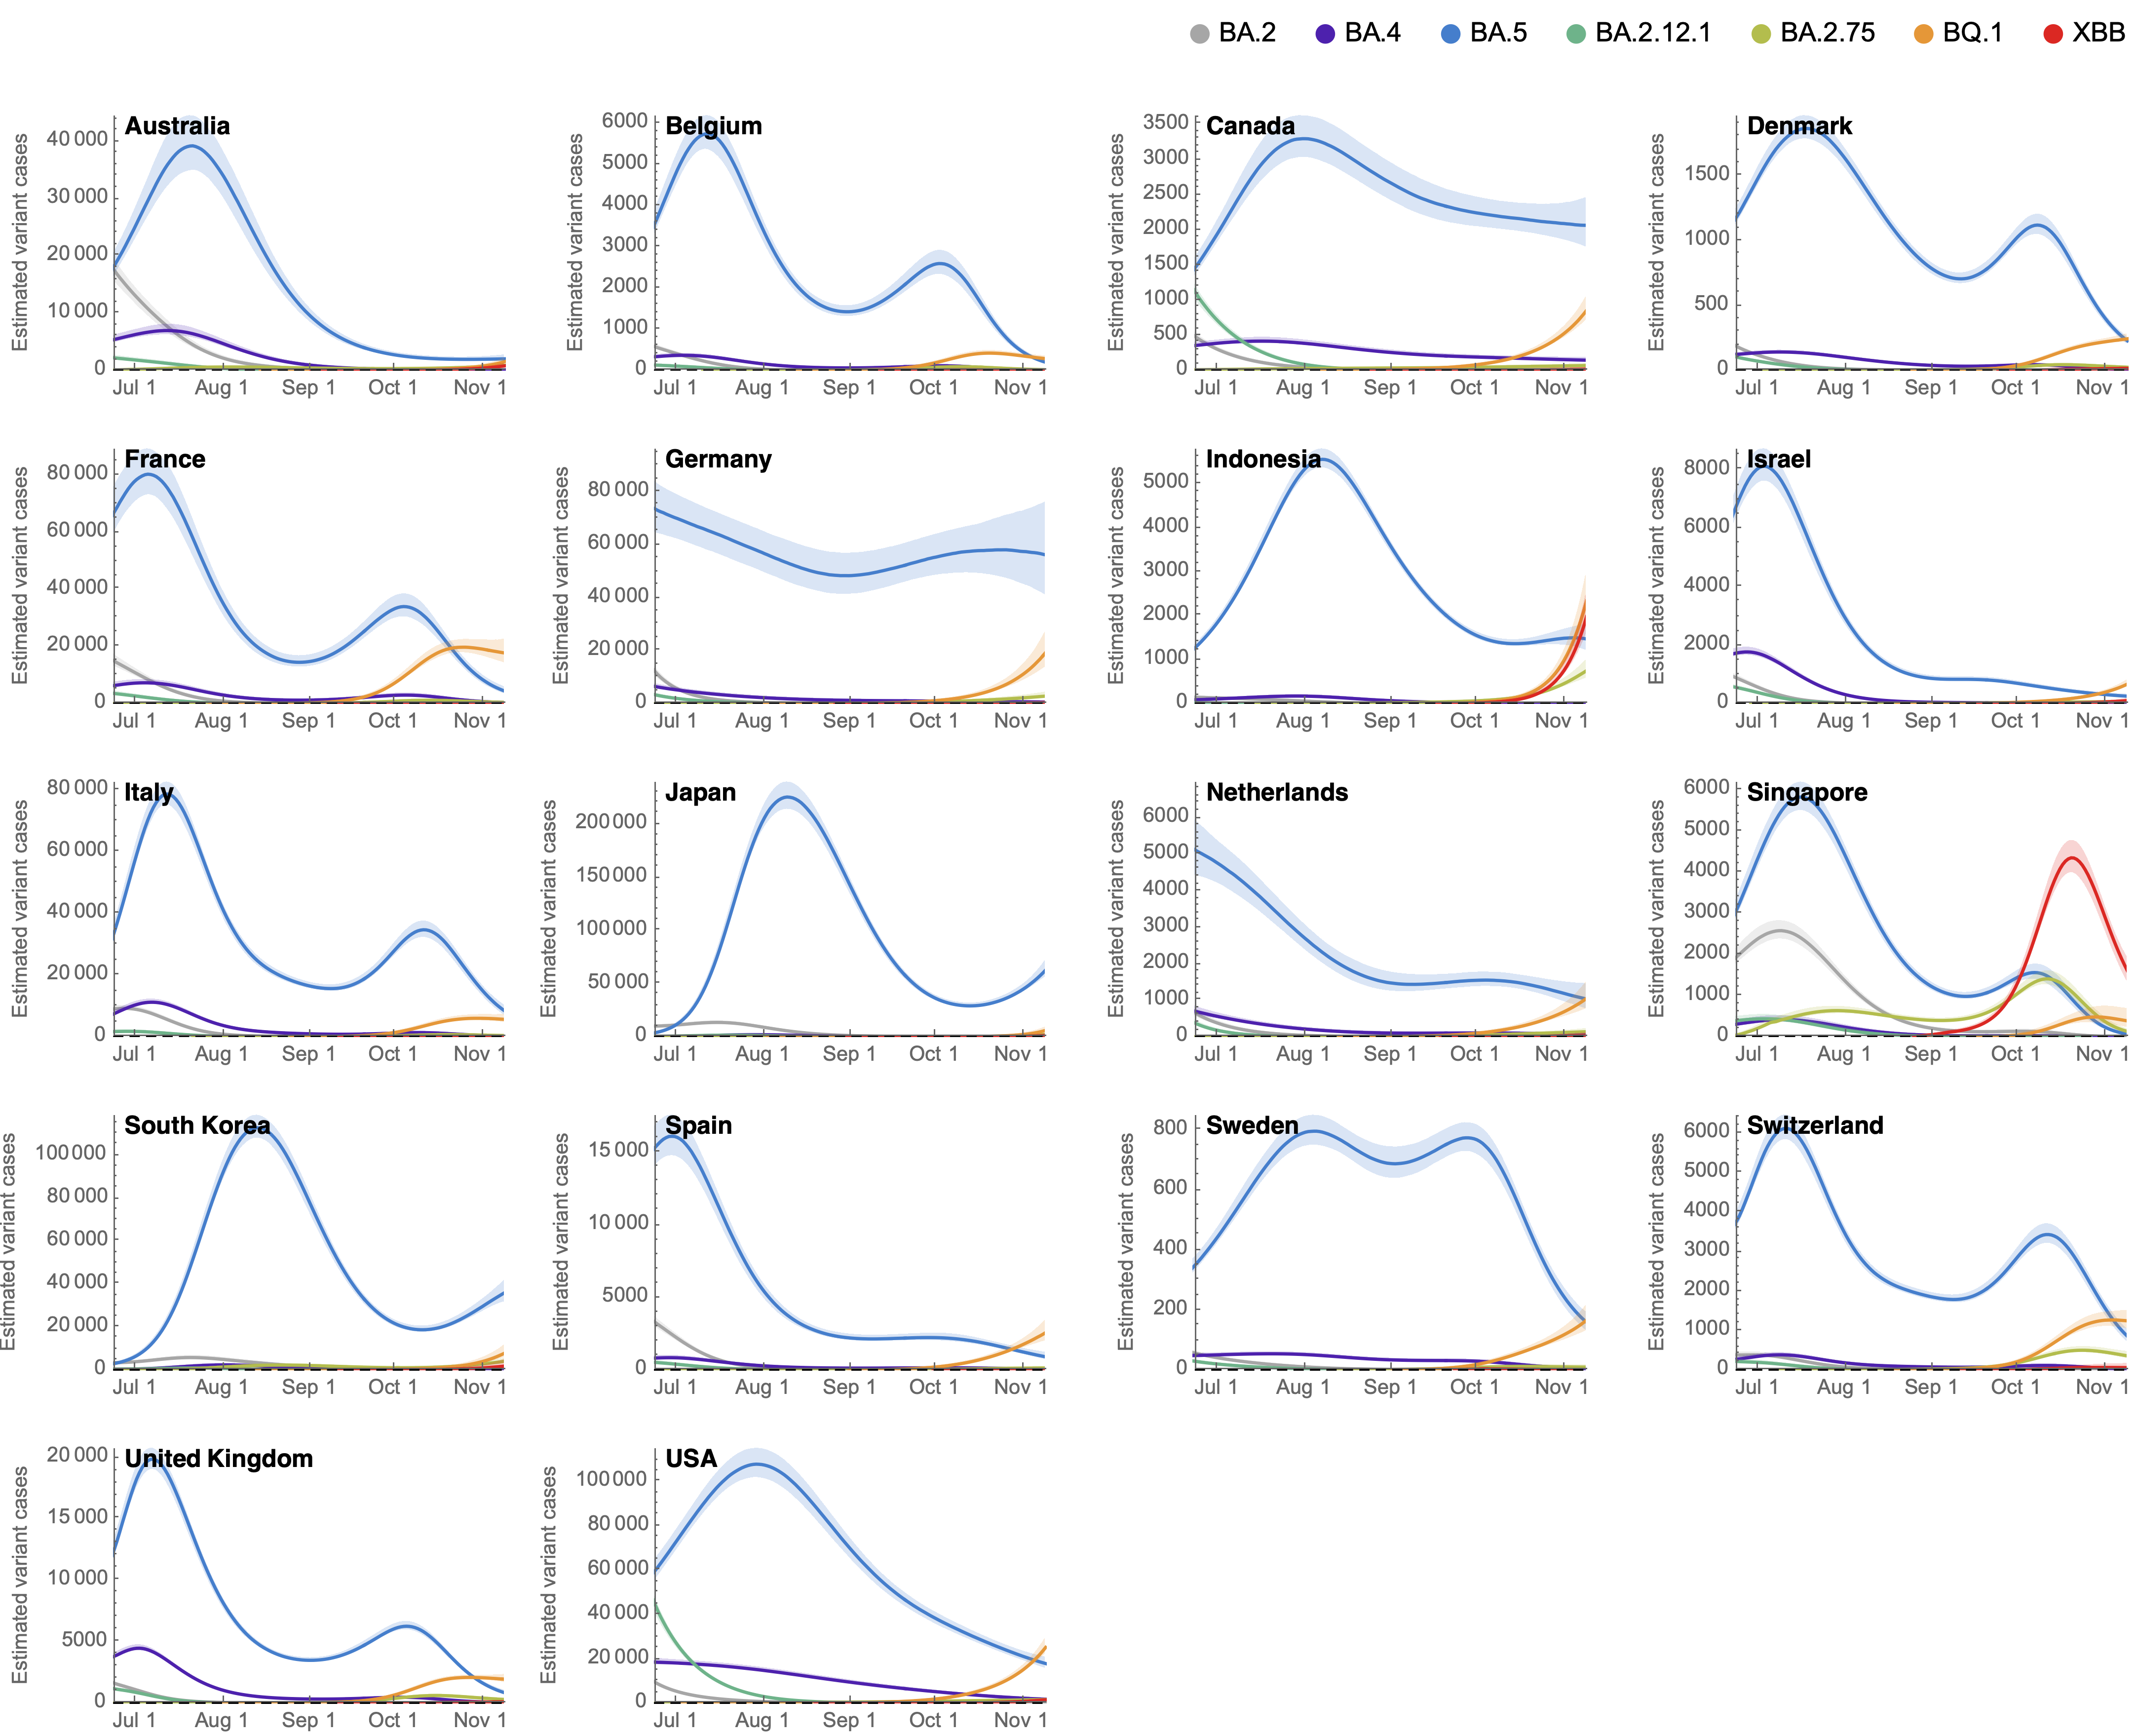 BA.2 BA.4 BA.5 BA.2.12.1 BA.2.75 BQ.1 XBB
Australia
Estimated variant cases
40 000
30 000
20 000
10 000
0
Jul 1 Aug 1 Sep 1 Oct 1 Nov 1
Belgium
Estimated variant cases
6000
5000
4000
3000
2000
1000
0
Jul 1 Aug 1 Sep 1 Oct 1 Nov 1
Canada
Estimated variant cases
3500
3000
2500
2000
1500
1000
500
0
Jul 1 Aug 1 Sep 1 Oct 1 Nov 1
Denmark
Estimated variant cases
1500
1000
500
0
Jul 1 Aug 1 Sep 1 Oct 1 Nov 1
France
Estimated variant cases
80 000
60 000
40 000
20 000
0
Jul 1 Aug 1 Sep 1 Oct 1 Nov 1
Germany
Estimated variant cases
80 000
60 000
40 000
20 000
0
Jul 1 Aug 1 Sep 1 Oct 1 Nov 1
Indonesia
Estimated variant cases
5000
4000
3000
2000
1000
0
Jul 1 Aug 1 Sep 1 Oct 1 Nov 1
Israel
Estimated variant cases
8000
6000
4000
2000
0
Jul 1 Aug 1 Sep 1 Oct 1 Nov 1
Italy
Estimated variant cases
80 000
60 000
40 000
20 000
0
Jul 1 Aug 1 Sep 1 Oct 1 Nov 1
Japan
Estimated variant cases
200 000
150 000
100 000
50 000
0
Jul 1 Aug 1 Sep 1 Oct 1 Nov 1
Netherlands
Estimated variant cases
6000
5000
4000
3000
2000
1000
0
Jul 1 Aug 1 Sep 1 Oct 1 Nov 1
Singapore
Estimated variant cases
6000
5000
4000
3000
2000
1000
0
Jul 1 Aug 1 Sep 1 Oct 1 Nov 1
South Korea
Estimated variant cases
100 000
80 000
60 000
40 000
20 000
0
Jul 1 Aug 1 Sep 1 Oct 1 Nov 1
Spain
Estimated variant cases
15 000
10 000
5000
0
Jul 1 Aug 1 Sep 1 Oct 1 Nov 1
Sweden
Estimated variant cases
800
600
400
200
0
Jul 1 Aug 1 Sep 1 Oct 1 Nov 1
Switzerland
Estimated variant cases
6000
5000
4000
3000
2000
1000
0
Jul 1 Aug 1 Sep 1 Oct 1 Nov 1
United Kingdom
Estimated variant cases
20 000
15 000
10 000
5000
0
Jul 1 Aug 1 Sep 1 Oct 1 Nov 1
USA
Estimated variant cases
100 000
80 000
60 000
40 000
20 000
0
Jul 1 Aug 1 Sep 1 Oct 1 Nov 1